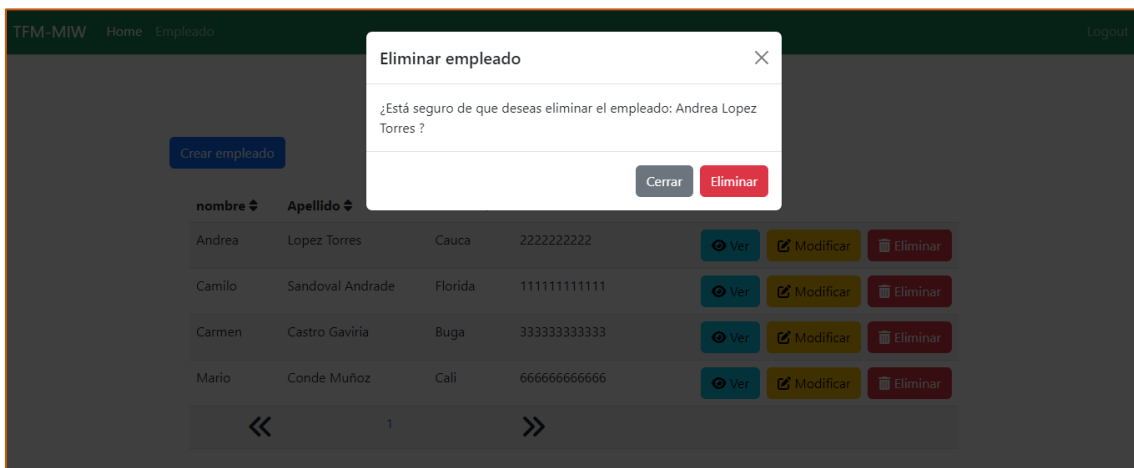 TFM-MIW Home Empleado Logout
Eliminar empleado
¿Está seguro de que deseas eliminar el empleado: Andrea Lopez
Torres ?
Cerrar Eliminar
Crear empleado
nombre Apellido
Andrea Lopez Torres Cauca 2222222222 Ver Modificar Eliminar
Camilo Sandoval Andrade Florida 111111111111 Ver Modificar Eliminar
Carmen Castro Gaviria Buga 333333333333 Ver Modificar Eliminar
Mario Conde Muñoz Cali 666666666666 Ver Modificar Eliminar
1